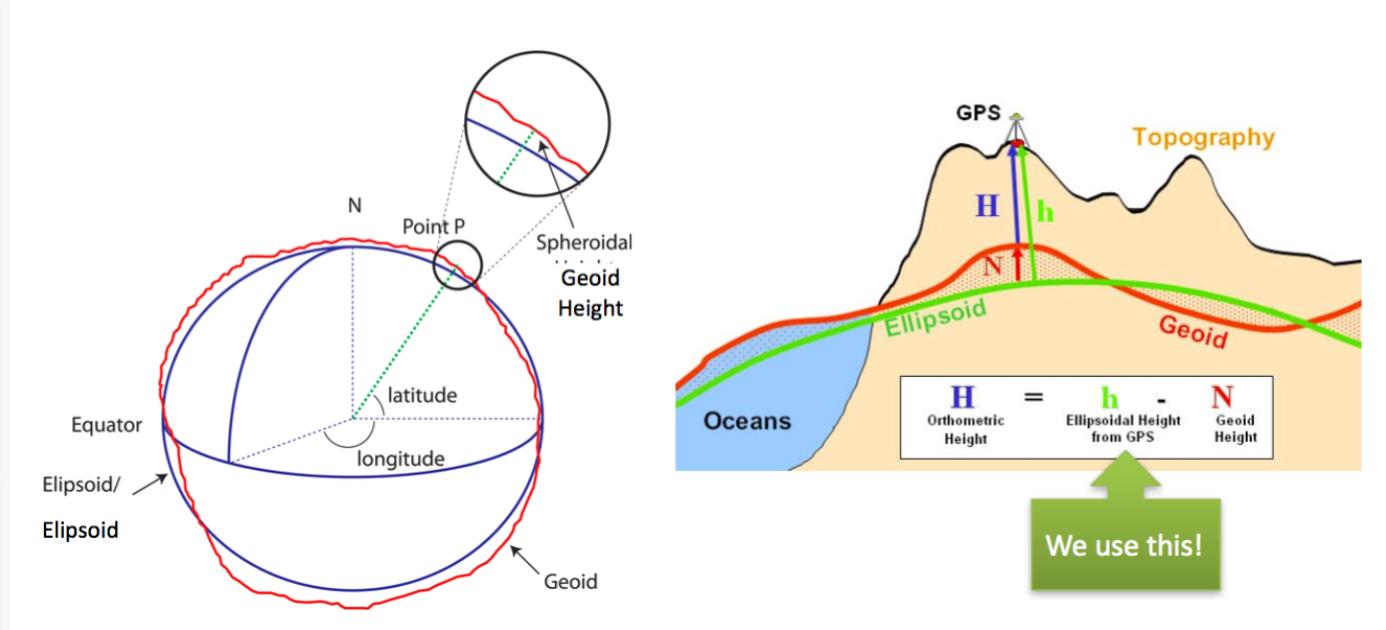 N
Point P
Spheroidal
Geoid
Height
latitude
Equator
longitude
Elipsoid/
Elipsoid
Geoid
GPS
Topography
H
h
N
Ellipsoid
Geoid
Oceans
H = h - N
Orthometric Height
Ellipsoidal Height from GPS
Geoid Height
We use this!